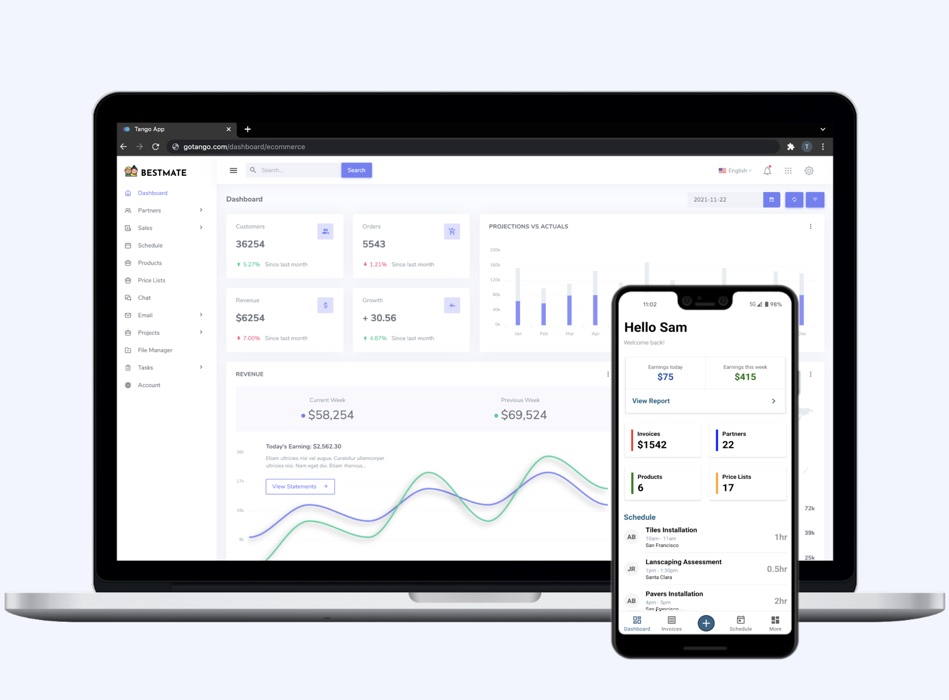 Tango App
gotango.com/dashboard/ecommerce
T
BESTMATE
Search...
Search
English
Dashboard
Partners
Sales
Schedule
Products
Price Lists
Chat
Email
Projects
File Manager
Tasks
Account
Dashboard
2021-11-22
Customers
36254
5.27% Since last month
Orders
5543
1.21% Since last month
Revenue
$6254
7.00% Since last month
Growth
+ 30.56
4.87% Since last month
PROJECTIONS VS ACTUALS
200k
160k
120k
80k
40k
0k
Jan Feb Mar Apr
Dec
REVENUE
Current Week
$58,254
Previous Week
$69,524
Today's Earning: $2,562.30
Etiam ultricies nisi vel augue. Curabitur ullamcorper
ultricies nisi. Nam eget dui. Etiam rhoncus...
View Statements
27k
9k
72k
39k
25k
11:02
5G 98%
Hello Sam
Welcome back!
Earnings today
$75
Earnings this week
$415
View Report
Invoices
$1542
Partners
22
Products
6
Price Lists
17
Schedule
AB
Tiles Installation
10am - 11am
San Francisco
1hr
JR
Lanscaping Assessment
1pm - 1:30pm
Santa Clara
0.5hr
AB
Pavers Installation
4pm - 5pm
San Francisco
2hr
Dashboard Invoices Schedule More